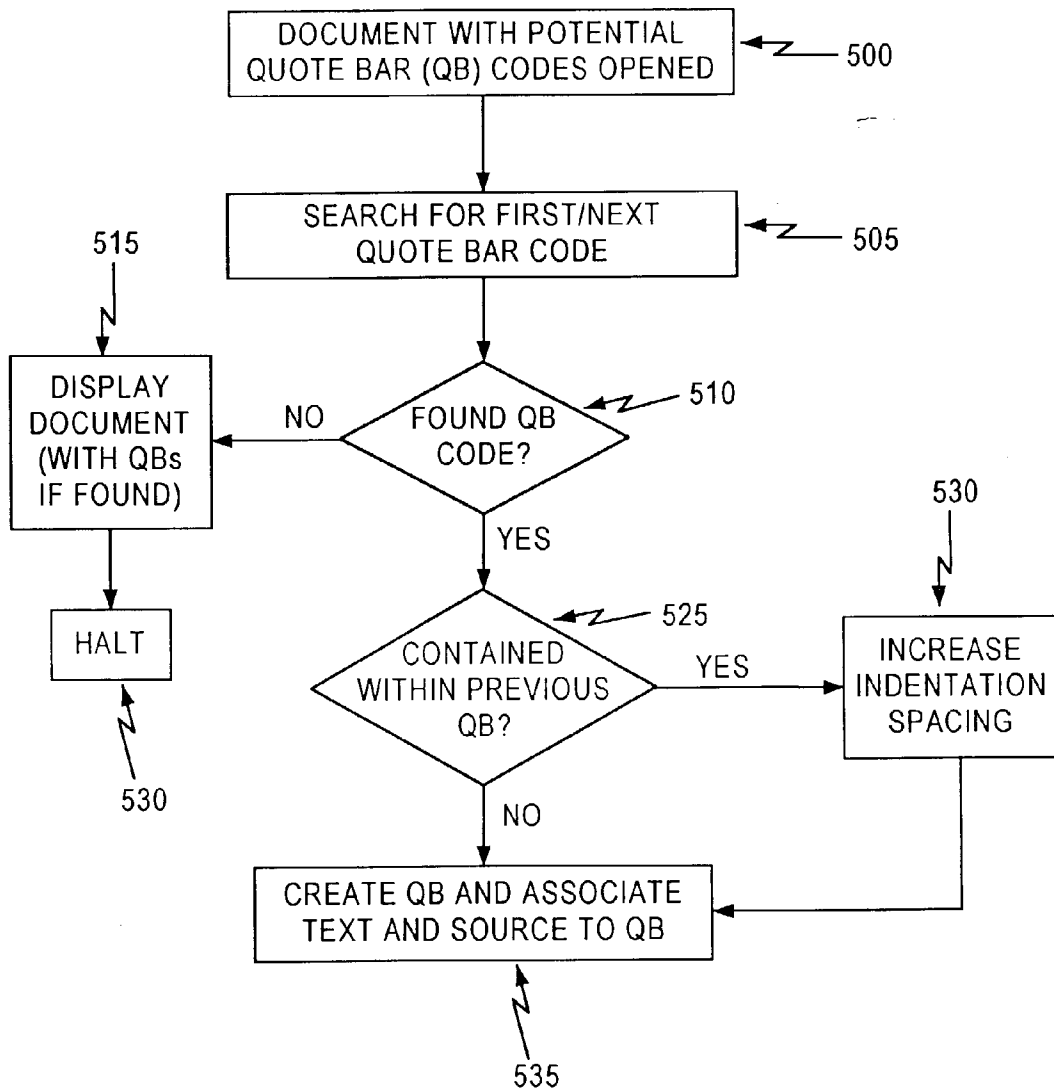 DOCUMENT WITH POTENTIAL
QUOTE BAR (QB) CODES OPENED
500
SEARCH FOR FIRST/NEXT
QUOTE BAR CODE
505
515
DISPLAY
DOCUMENT
(WITH QBs
IF FOUND)
NO
FOUND QB
CODE?
510
YES
530
HALT
530
CONTAINED
WITHIN PREVIOUS
QB?
525
YES
INCREASE
INDENTATION
SPACING
NO
CREATE QB AND ASSOCIATE
TEXT AND SOURCE TO QB
535